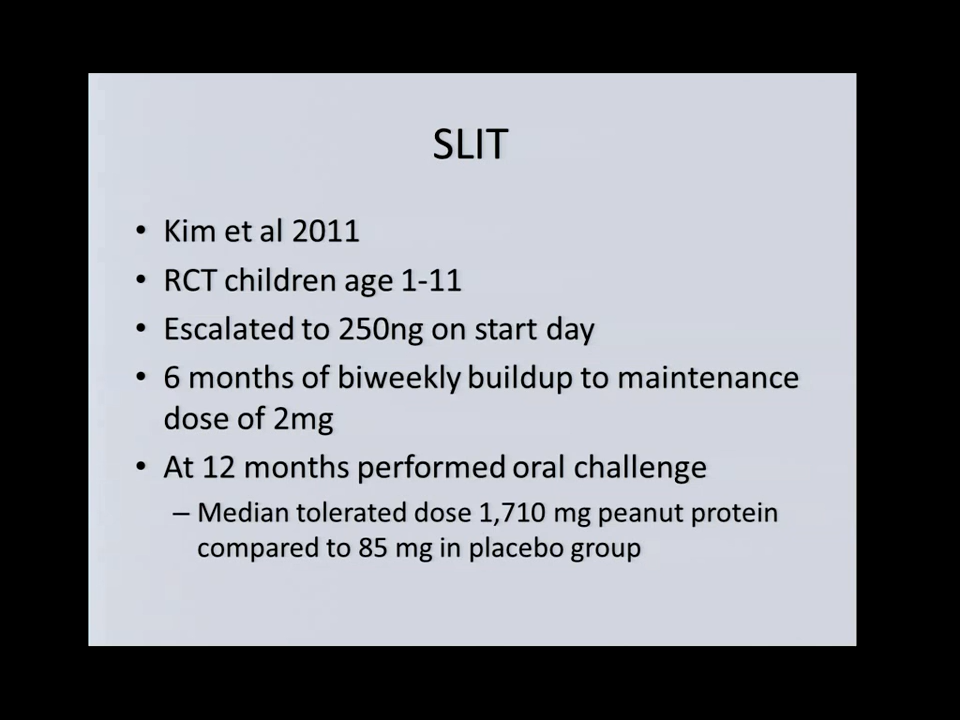 SLIT
• Kim et al 2011
• RCT children age 1-11
• Escalated to 250ng on start day
• 6 months of biweekly buildup to maintenance
dose of 2mg
• At 12 months performed oral challenge
– Median tolerated dose 1,710 mg peanut protein
compared to 85 mg in placebo group